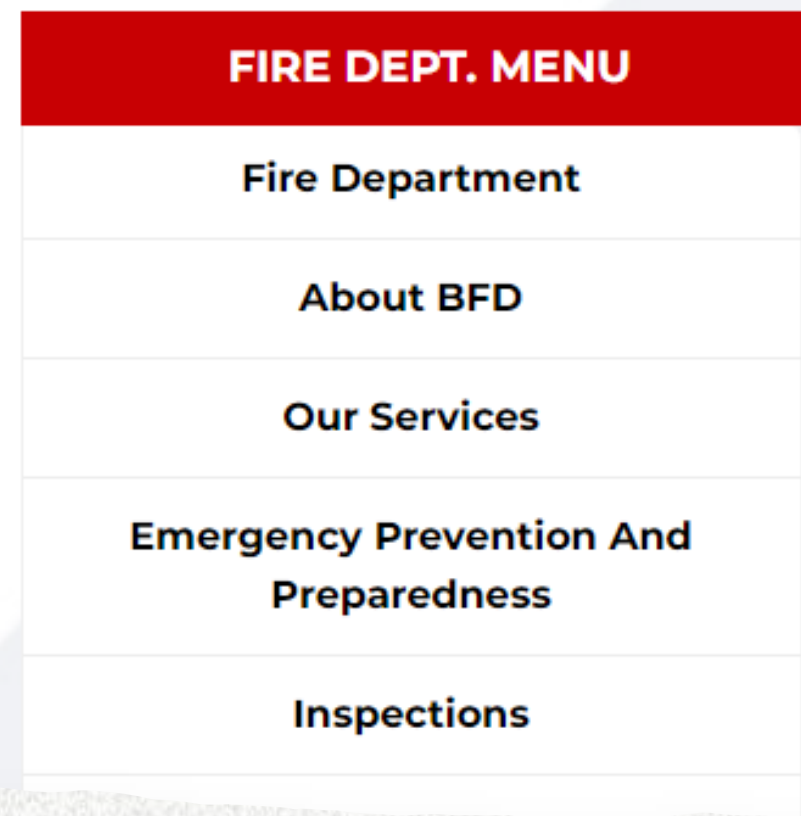 FIRE DEPT. MENU
Fire Department
About BFD
Our Services
Emergency Prevention And
Preparedness
Inspections